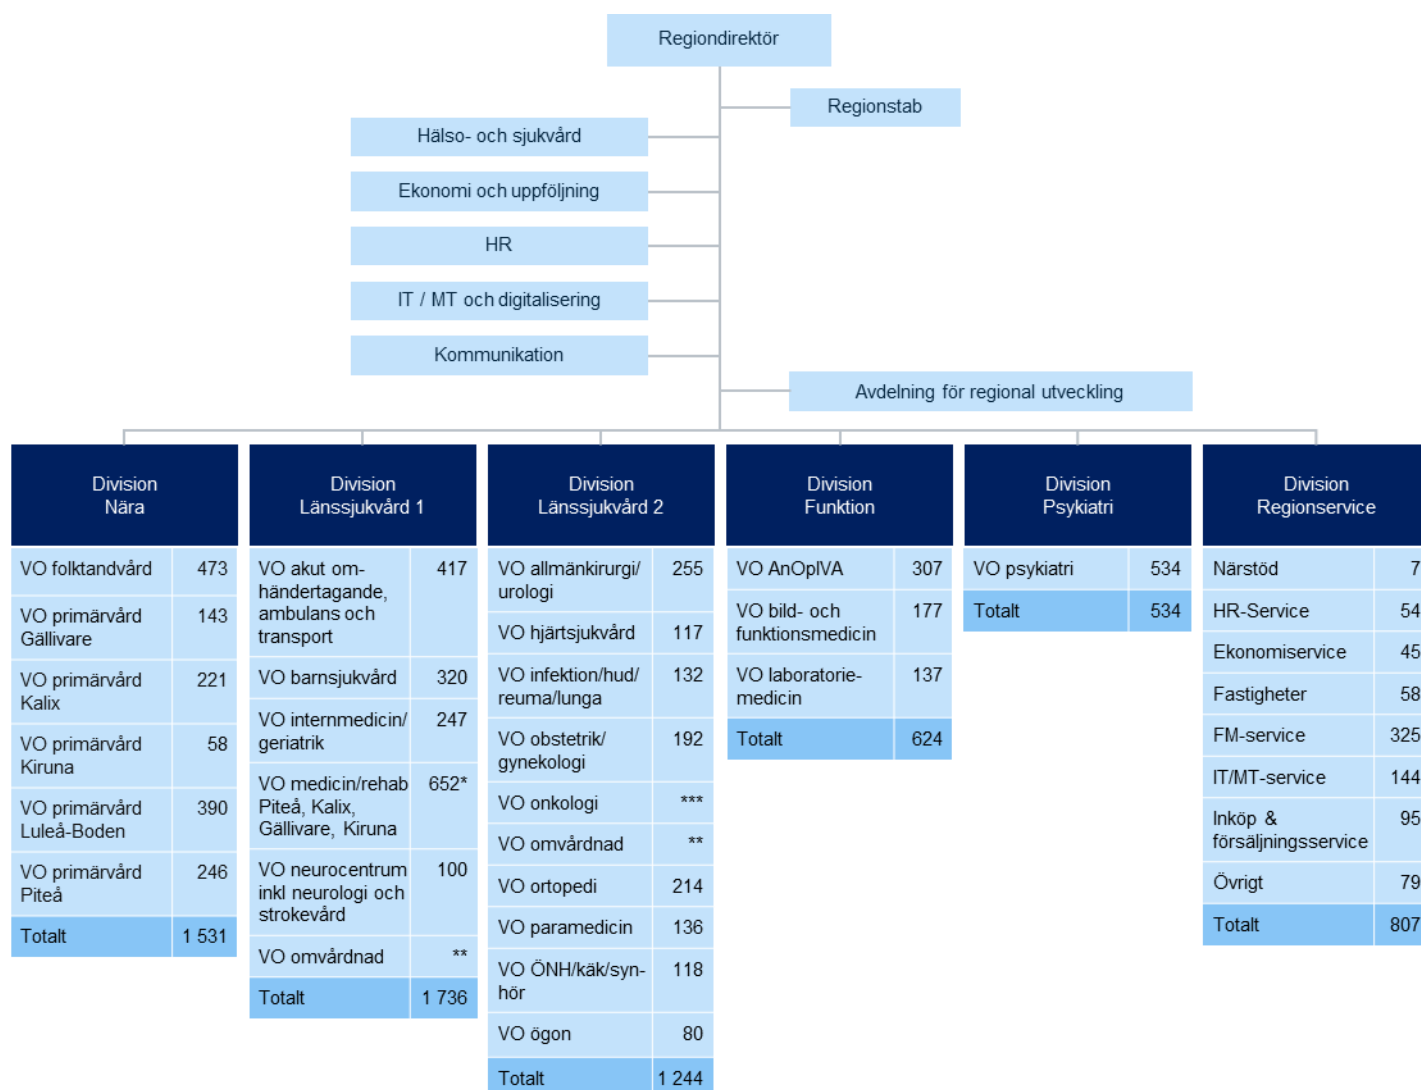 Regiondirektör
Regionstab
Hälso- och sjukvård
Ekonomi och uppföljning
HR
IT / MT och digitalisering
Kommunikation
Avdelning för regional utveckling
Division
Nära
VO folktandvård 473
VO primärvård 143
Gällivare
VO primärvård 221
Kalix
VO primärvård 58
Kiruna
VO primärvård 390
Luleå-Boden
VO primärvård 246
Piteå
Totalt 1 531
Division
Länssjukvård 1
VO akut om- 417
händertagande,
ambulans och
transport
VO barnsjukvård 320
VO internmedicin/ 247
geriatrik
VO medicin/rehab 652*
Piteå, Kalix,
Gällivare, Kiruna
VO neurocentrum 100
inkl neurologi och
strokevård
VO omvårdnad **
Totalt 1 736
Division
Länssjukvård 2
VO allmänkirurgi/ 255
urologi
VO hjärtsjukvård 117
VO infektion/hud/ 132
reuma/lunga
VO obstetrik/ 192
gynekologi
VO onkologi ***
VO omvårdnad **
VO ortopedi 214
VO paramedicin 136
VO ÖNH/käk/syn- 118
hör
VO ögon 80
Totalt 1 244
Division
Funktion
VO AnOpIVA 307
VO bild- och 177
funktionsmedicin
VO laboratorie- 137
medicin
Totalt 624
Division
Psykiatri
VO psykiatri 534
Totalt 534
Division
Regionservice
Närstöd 7
HR-Service 54
Ekonomiservice 45
Fastigheter 58
FM-service 325
IT/MT-service 144
Inköp & 95
försäljningsservice
Övrigt 79
Totalt 807